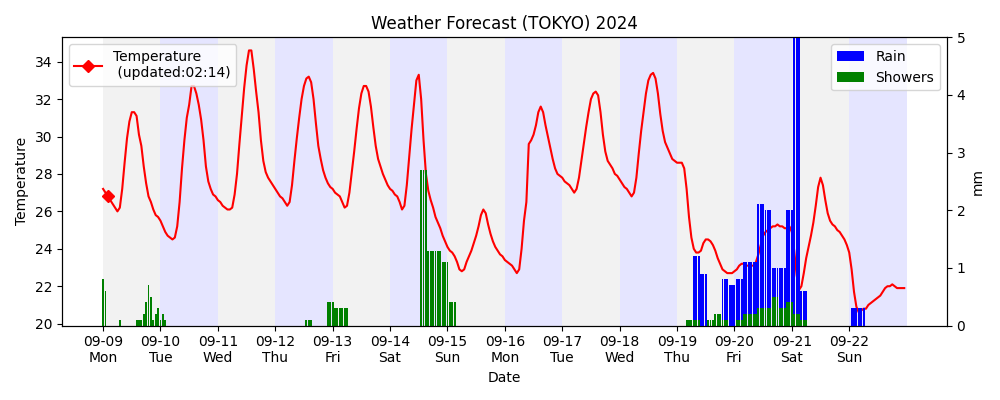 Weather Forecast (TOKYO) 2024
Temperature
(updated:02:14)
Rain
Showers
34
32
30
28
26
24
22
20
Temperature
5
4
3
2
1
0
mm
09-09 09-10 09-11 09-12 09-13 09-14 09-15 09-16 09-17 09-18 09-19 09-20 09-21 09-22
Mon Tue Wed Thu Fri Sat Sun Mon Tue Wed Thu Fri Sat Sun
Date